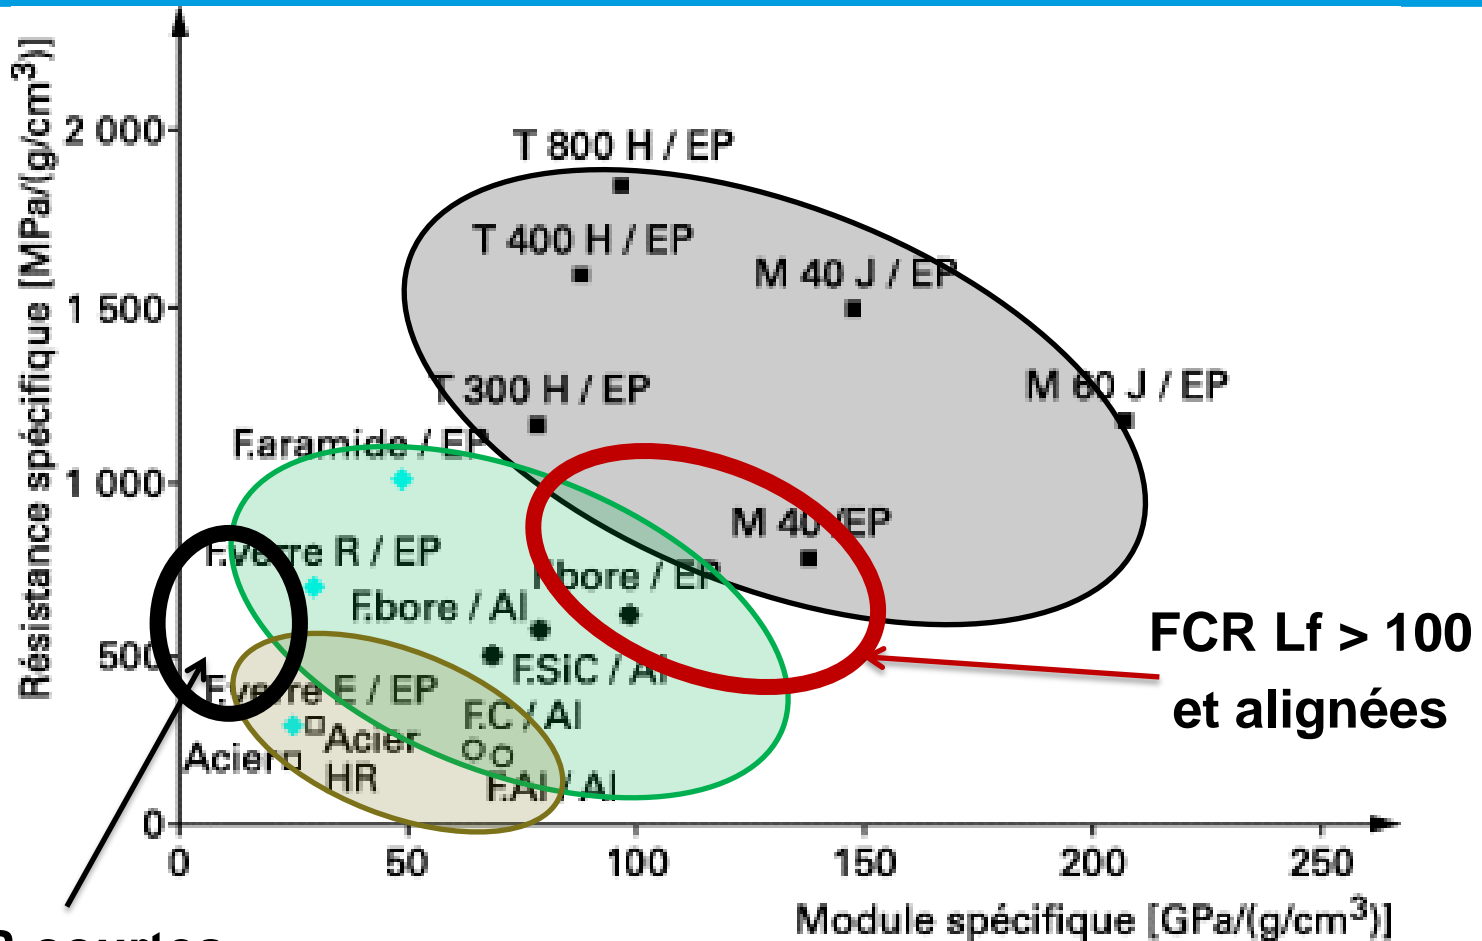 Résistance spécifique [MPa/(g/cm³)]
2 000
1 500
1 000
500
0
T 800 H / EP
T 400 H / EP
M 40 J / EP
T 300 H / EP
M 60 J / EP
F.aramide / EP
M 40 /EP
F.verre R / EP
F.bore / EP
F.bore / Al
F.SiC / Al
F.verre E / EP
F.C / Al
Acier
HR
Acier
F.Al / Al
FCR Lf > 100
et alignées
0 50 100 150 200 250
Module spécifique [GPa/(g/cm³)]
courtes